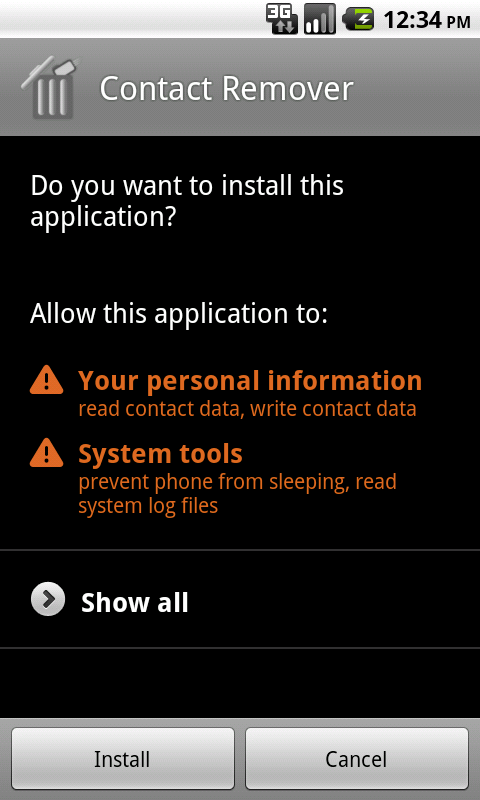 3G
12:34 PM
Contact Remover
Do you want to install this
application?
Allow this application to:
Your personal information
read contact data, write contact data
System tools
prevent phone from sleeping, read
system log files
Show all
Install
Cancel